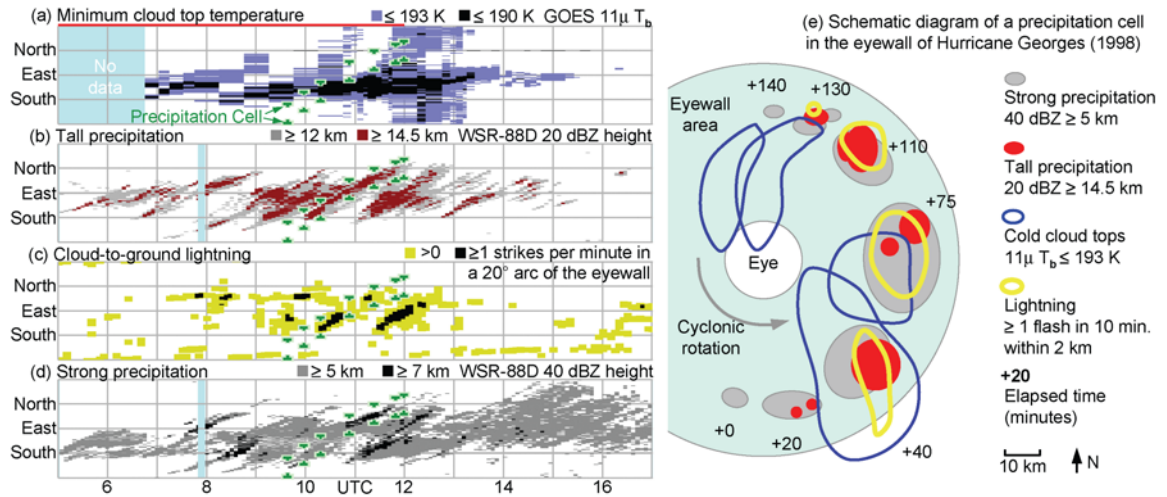 (a) Minimum cloud top temperature ≤ 193 K ≤ 190 K GOES 11μ Tb
North
East
South
No
data
Precipitation Cell
(b) Tall precipitation ≥ 12 km ≥ 14.5 km WSR-88D 20 dBZ height
North
East
South
(c) Cloud-to-ground lightning >0 ≥1 strikes per minute in
a 20° arc of the eyewall
North
East
South
(d) Strong precipitation ≥ 5 km ≥ 7 km WSR-88D 40 dBZ height
North
East
South
6 8 10 UTC 12 14 16
(e) Schematic diagram of a precipitation cell
in the eyewall of Hurricane Georges (1998)
+140
+130
Eyewall
area
+110
+75
Eye
Cyclonic
rotation
+0
+20
+40
Strong precipitation
40 dBZ ≥ 5 km
Tall precipitation
20 dBZ ≥ 14.5 km
Cold cloud tops
11μ Tb ≤ 193 K
Lightning
≥ 1 flash in 10 min.
within 2 km
+20
Elapsed time
(minutes)
10 km N